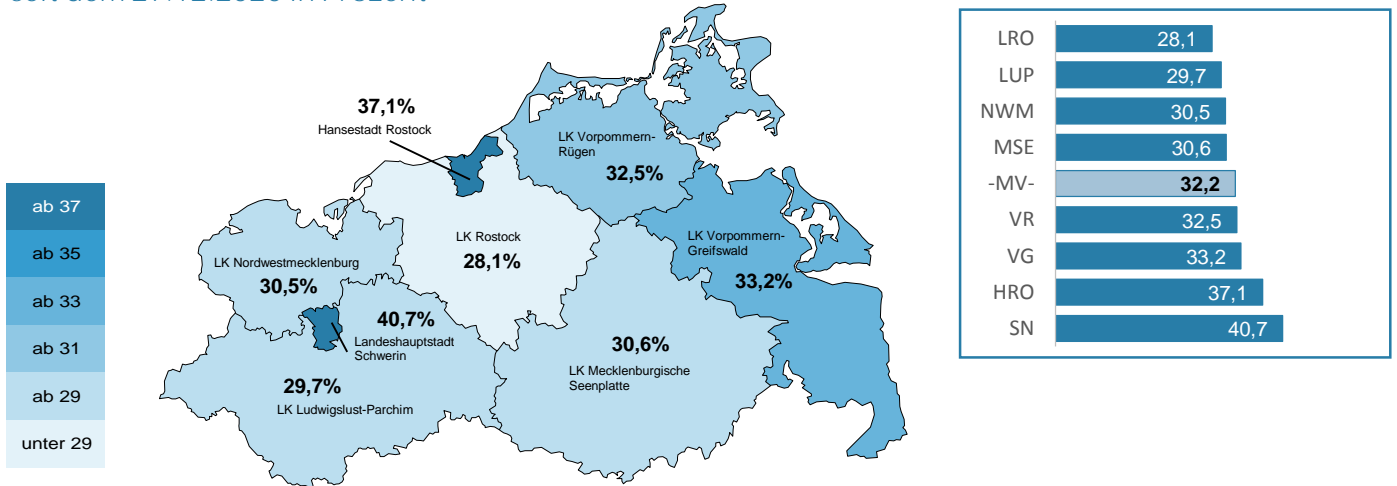 37,1%
Hansestadt Rostock
LK Vorpommern-
Rügen
32,5%
LK Rostock
28,1%
LK Vorpommern-
Greifswald
33,2%
LK Nordwestmecklenburg
30,5%
40,7%
Landeshauptstadt
Schwerin
30,6%
LK Mecklenburgische
Seenplatte
29,7%
LK Ludwigslust-Parchim
ab 37
ab 35
ab 33
ab 31
ab 29
unter 29
LRO 28,1
LUP 29,7
NWM 30,5
MSE 30,6
-MV- 32,2
VR 32,5
VG 33,2
HRO 37,1
SN 40,7